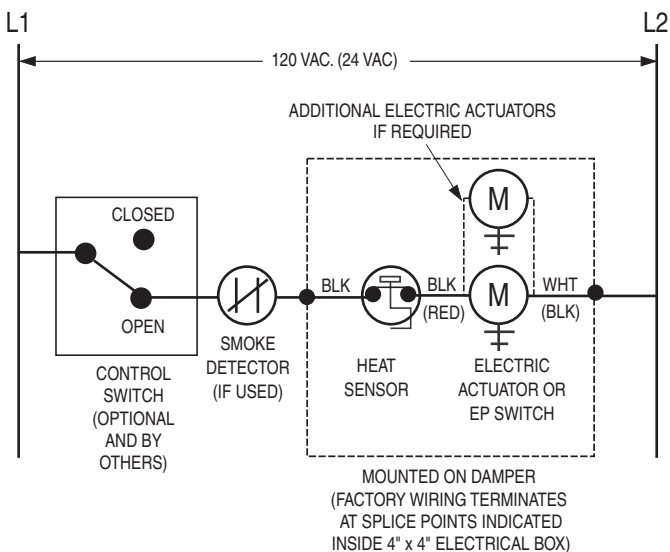 L1
L2
120 VAC. (24 VAC)
ADDITIONAL ELECTRIC ACTUATORS
IF REQUIRED
CLOSED
OPEN
CONTROL
SWITCH
(OPTIONAL
AND BY
OTHERS)
SMOKE
DETECTOR
(IF USED)
BLK
HEAT
SENSOR
BLK
(RED)
M
M
WHT
(BLK)
ELECTRIC
ACTUATOR OR
EP SWITCH
MOUNTED ON DAMPER
(FACTORY WIRING TERMINATES
AT SPLICE POINTS INDICATED
INSIDE 4" x 4" ELECTRICAL BOX)